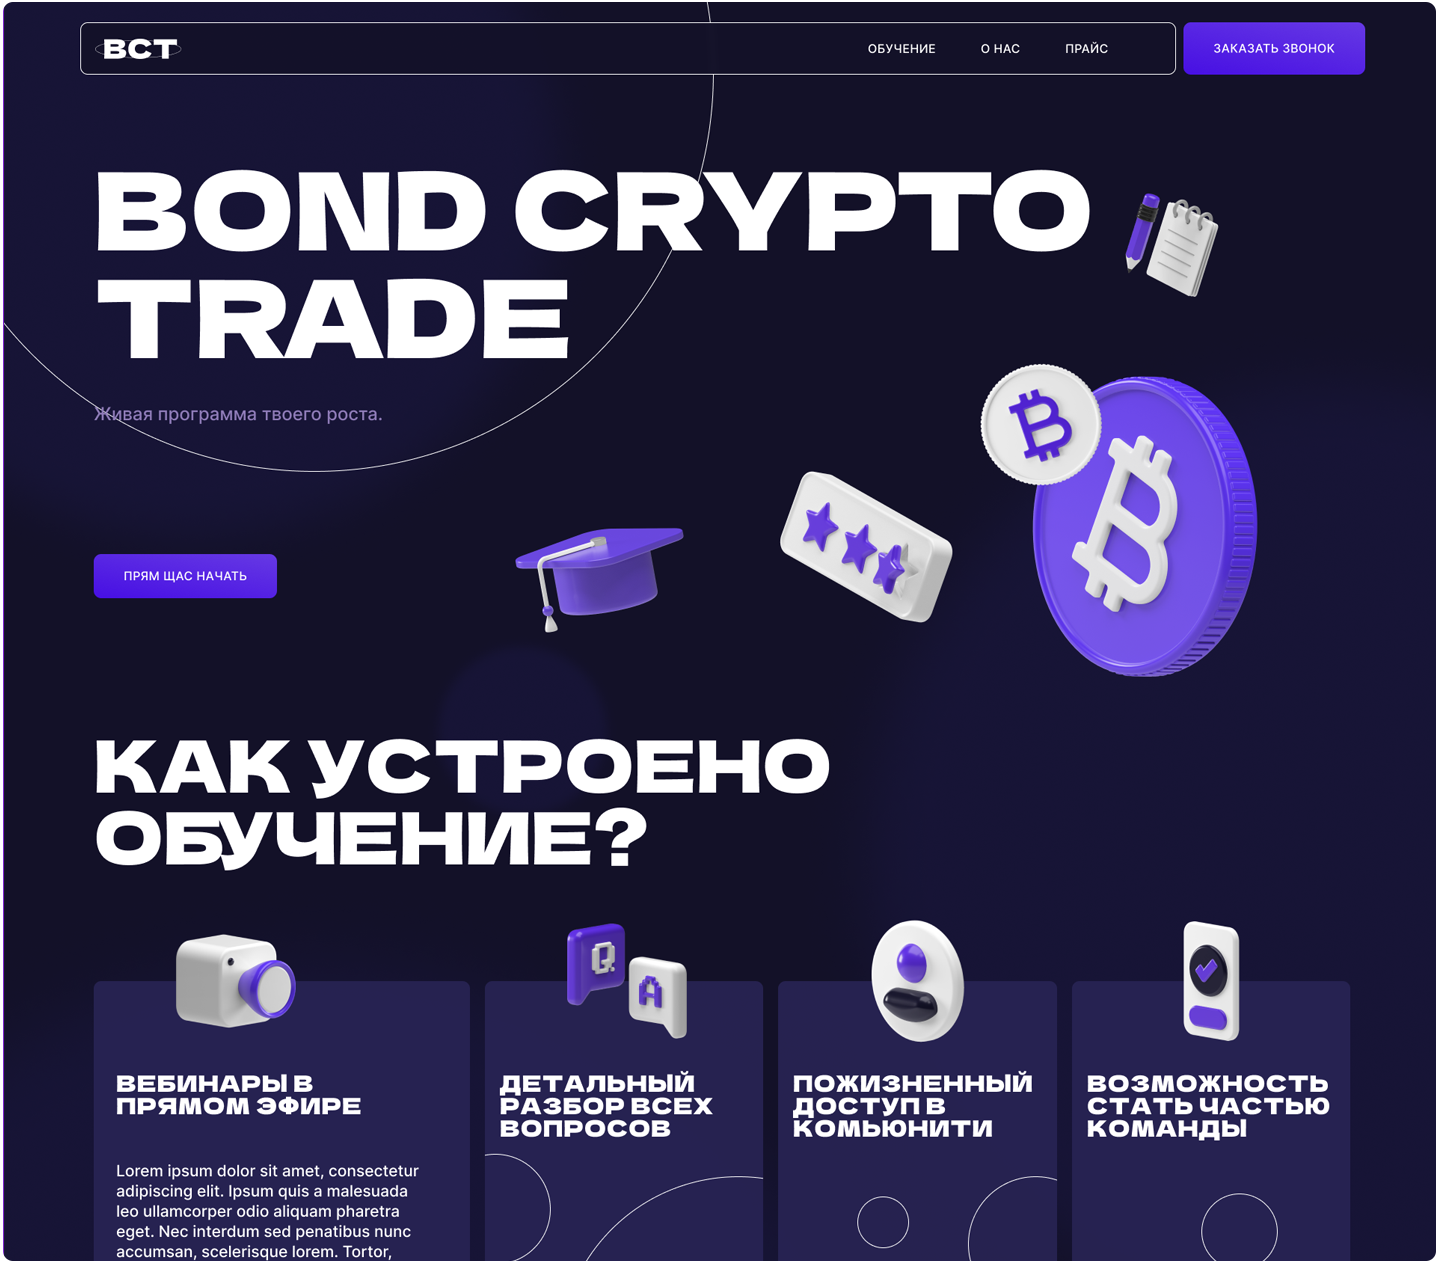 BCT
ОБУЧЕНИЕ
О НАС
ПРАЙС
ЗАКАЗАТЬ ЗВОНОК
BOND CRYPTO
TRADE
Живая программа твоего роста.
ПРЯМ ЩАС НАЧАТЬ
КАК УСТРОЕНО
ОБУЧЕНИЕ?
Q
A
ВЕБИНАРЫ В
ПРЯМОМ ЭФИРЕ
Lorem ipsum dolor sit amet, consectetur
adipiscing elit. Ipsum quis a malesuada
leo ullamcorper odio aliquam pharetra
eget. Nec interdum sed penatibus nunc
accumsan, scelerisque lorem. Tortor,
ДЕТАЛЬНЫЙ
РАЗБОР ВСЕХ
ВОПРОСОВ
ПОЖИЗНЕННЫЙ
ДОСТУП В
КОМЬЮНИТИ
ВОЗМОЖНОСТЬ
СТАТЬ ЧАСТЬЮ
КОМАНДЫ